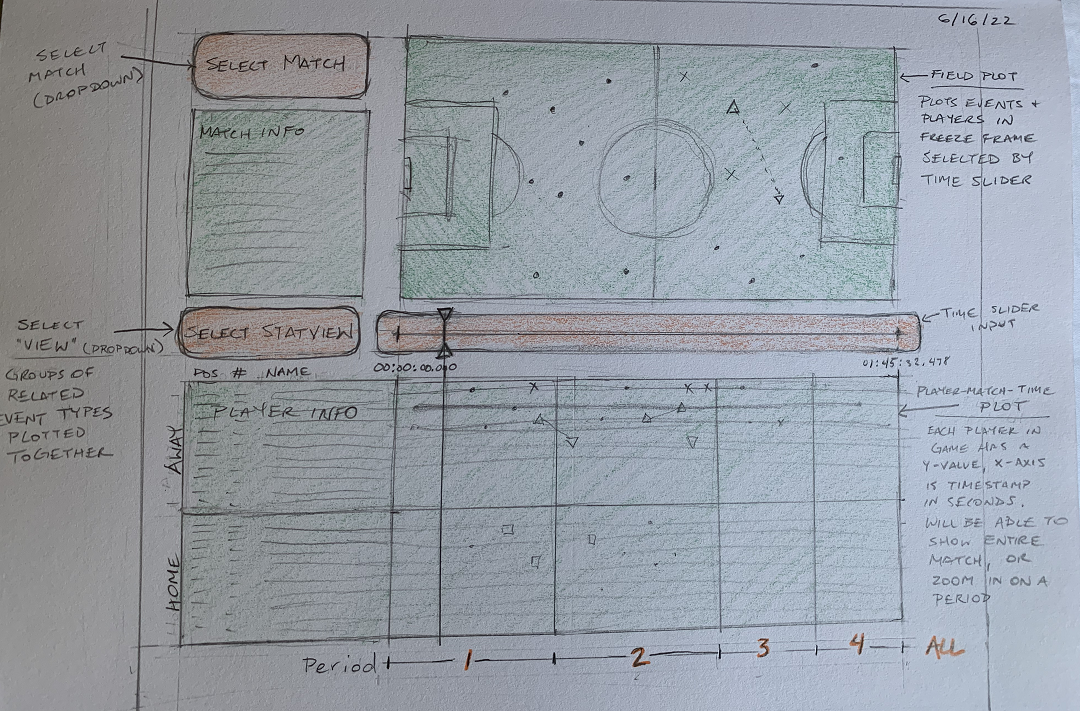 6/16/22
SELECT
MATCH
(DROPDOWN)
SELECT MATCH
MATCH INFO
FIELD PLOT
PLOTS EVENTS +
PLAYERS IN
FREEZE FRAME
SELECTED BY
TIME SLIDER
SELECT
"VIEW" (DROPDOWN)
GROUPS OF
RELATED
EVENT TYPES
PLOTTED
TOGETHER
SELECT STATVIEW
TIME SLIDER
INPUT
00:00:00.000
01:45:32.478
POS # NAME
PLAYER INFO
AWAY
HOME
PLAYER-MATCH-TIME
PLOT
EACH PLAYER IN
GAME HAS A
Y-VALUE, X-AXIS
IS TIMESTAMP
IN SECONDS.
WILL BE ABLE TO
SHOW ENTIRE
MATCH, OR
ZOOM IN ON A
PERIOD
Period 1 2 3 4 ALL